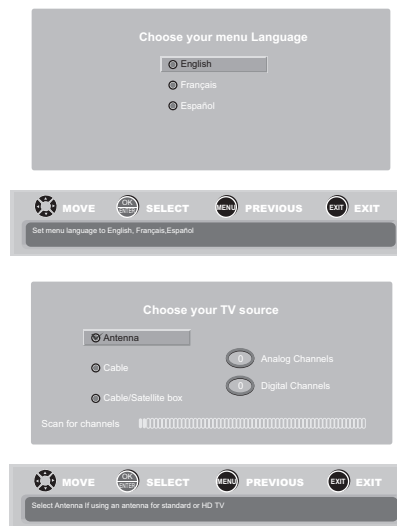 Choose your menu Language
English
Français
Español
MOVE OK ENTER SELECT MENU PREVIOUS EXIT EXIT
Set menu language to English, Français,Español
Choose your TV source
Antenna
Cable
0 Analog Channels
0 Digital Channels
Cable/Satellite box
Scan for channels
MOVE OK ENTER SELECT MENU PREVIOUS EXIT EXIT
Select Antenna If using an antenna for standard or HD TV